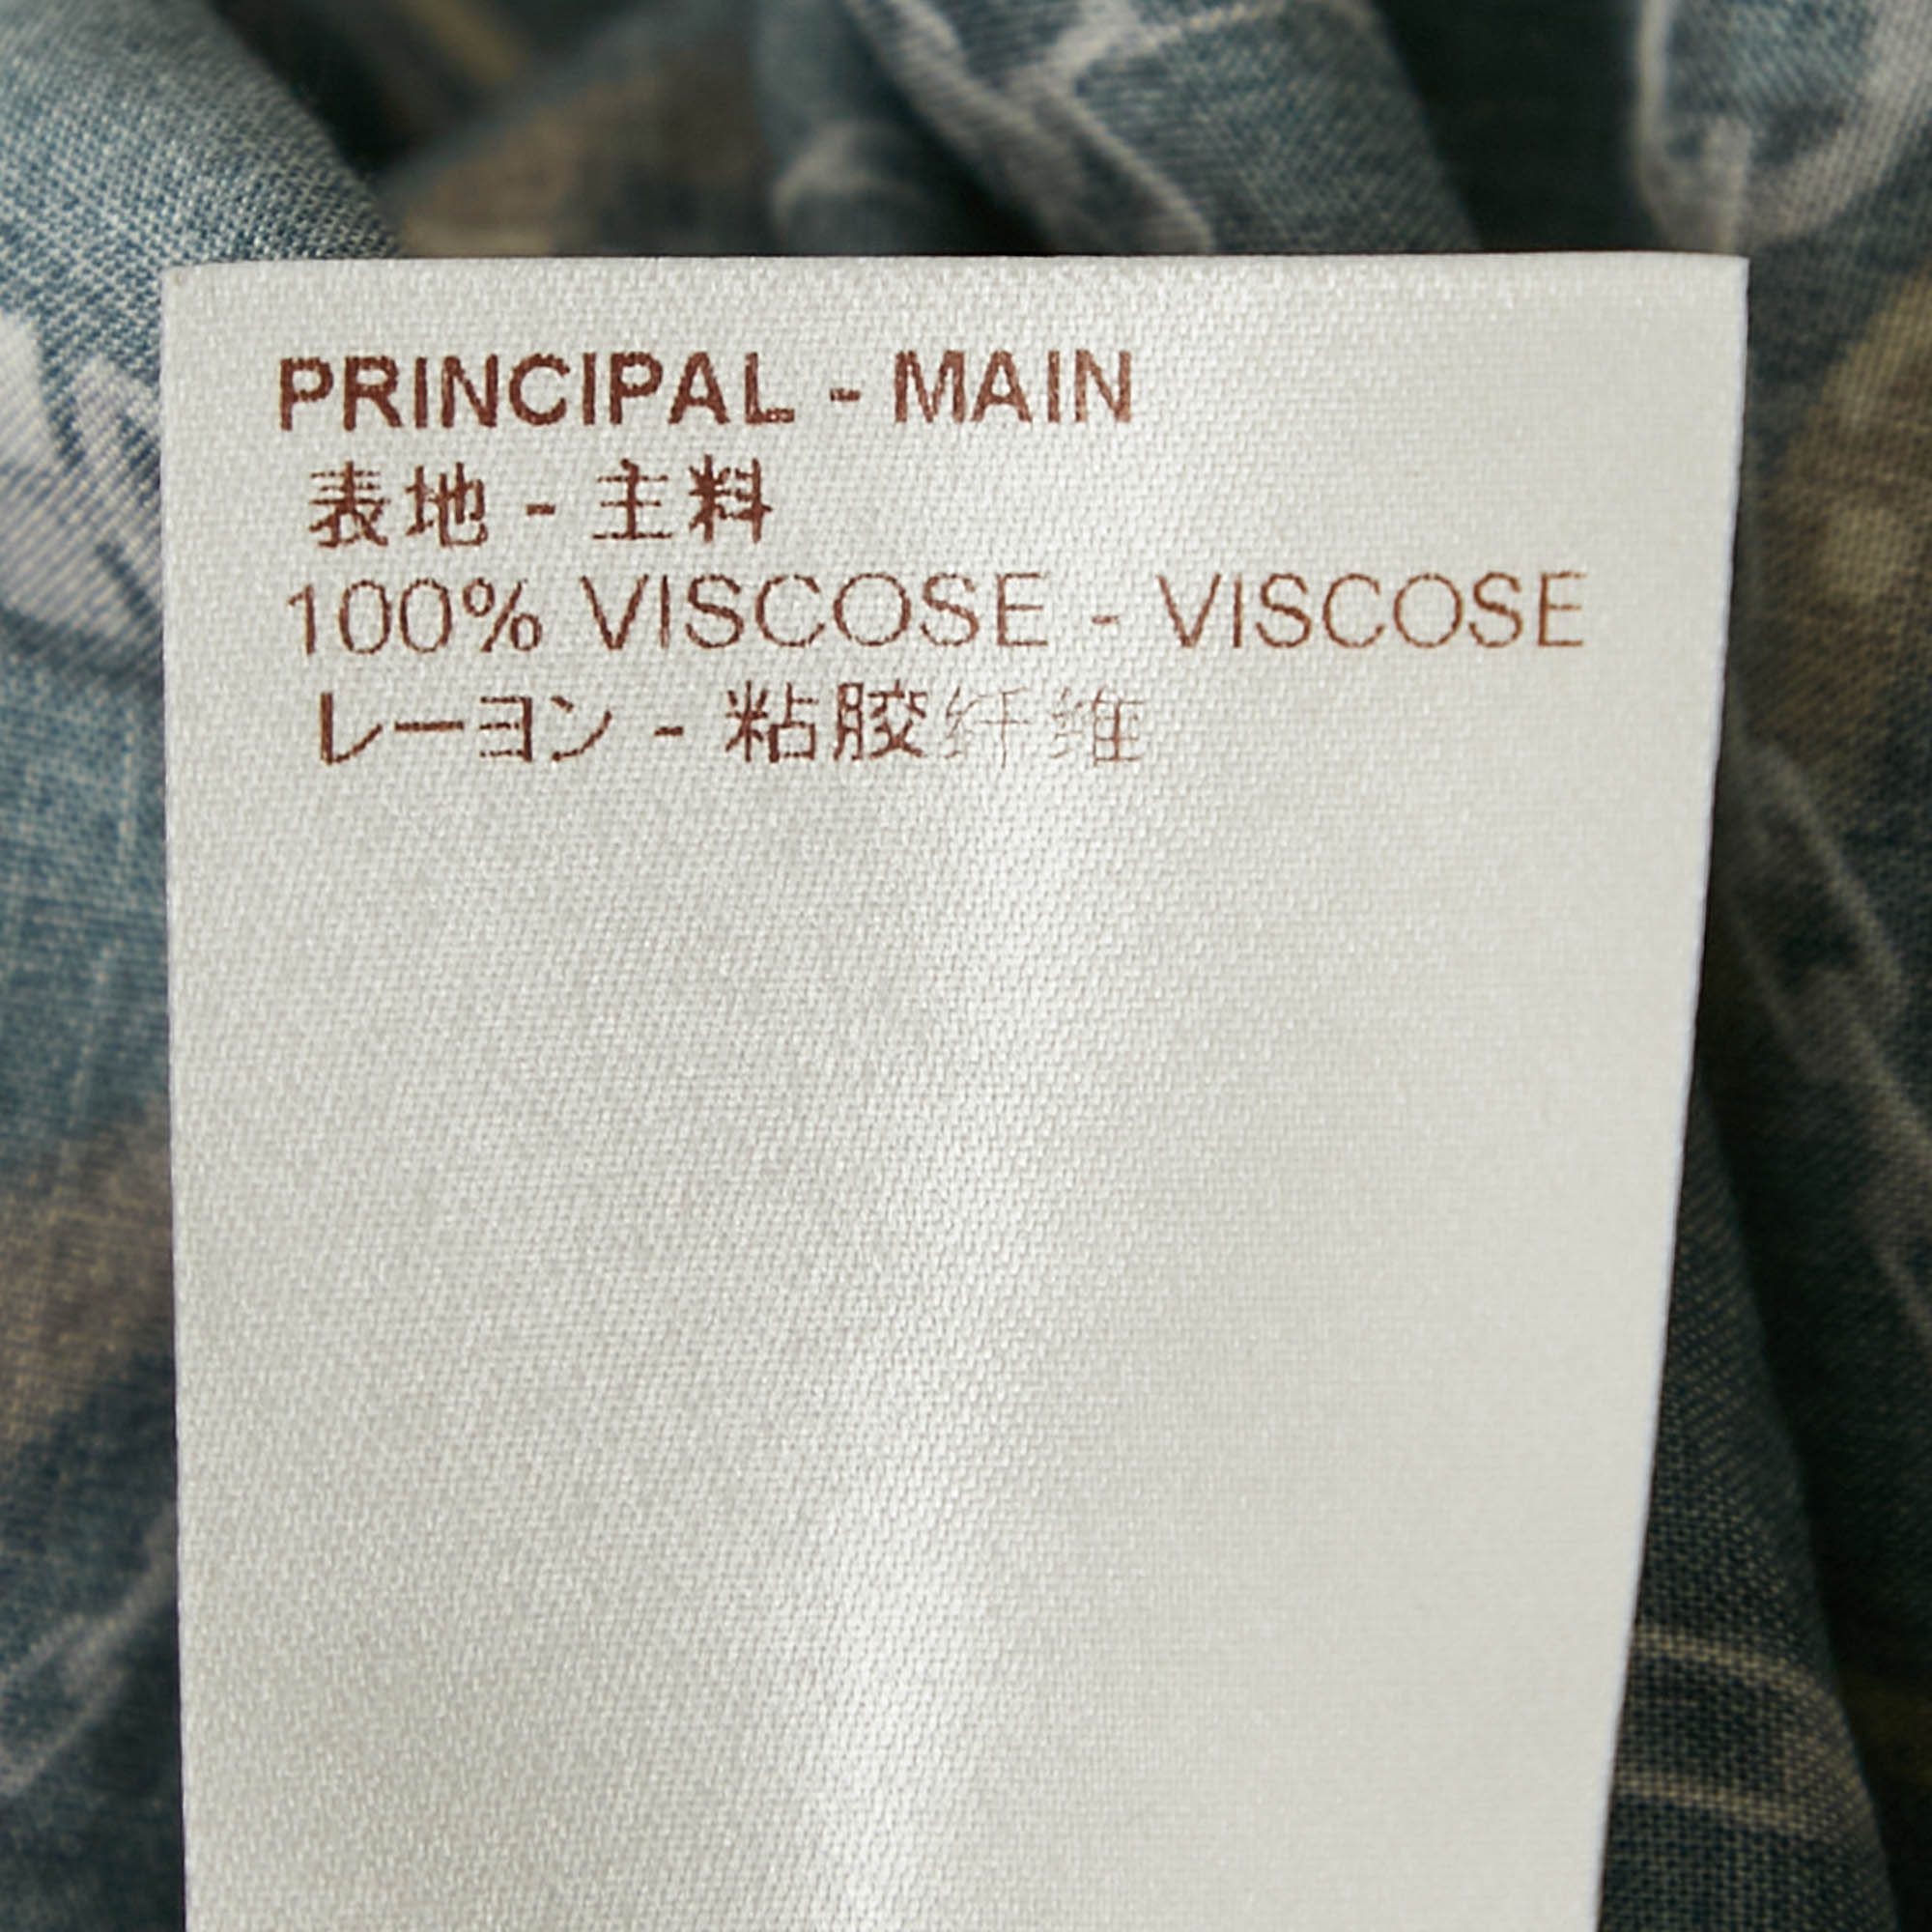 PRINCIPAL - MAIN
表地 - 主料
100% VISCOSE - VISCOSE
レーヨン - 粘胶纤维